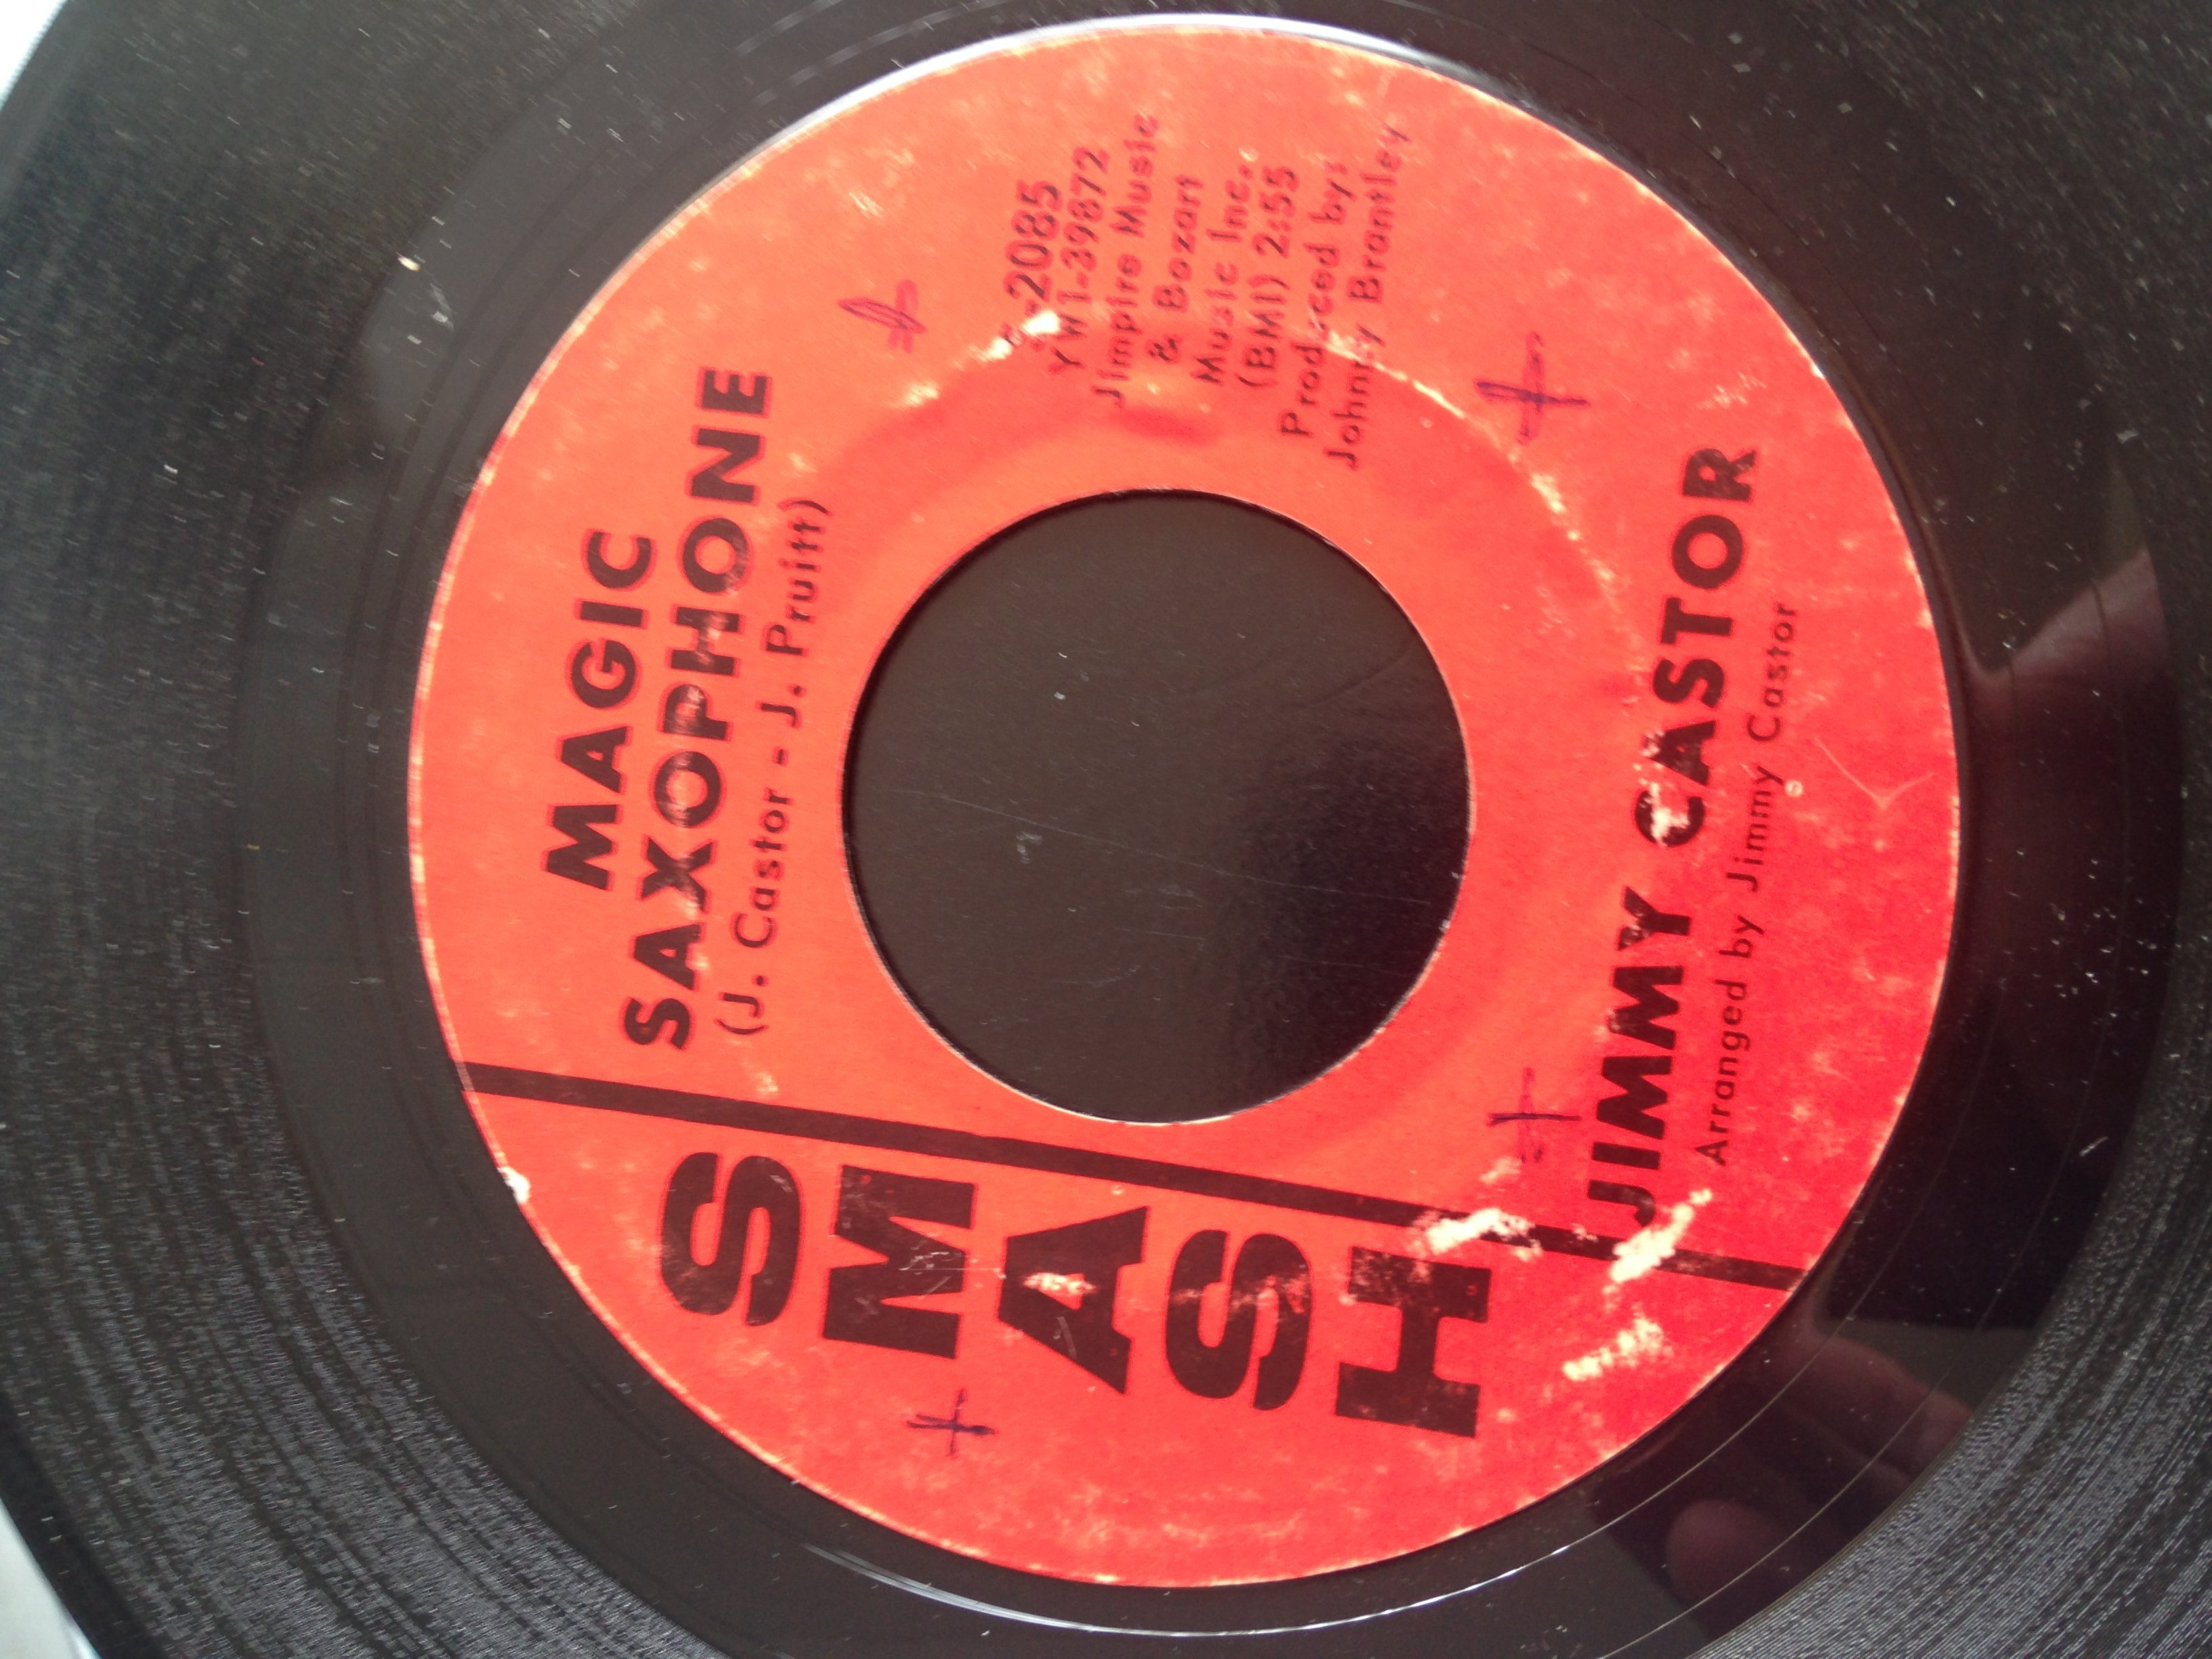 SMASH
MAGIC
SAXOPHONE
(J. Castor - J. Pruitt)
S-2085
YW1-39872
Jimpire Music
& Bozart
Music Inc.
(BMI) 2:55
Produced by:
Johnny Brantley
JIMMY CASTOR
Arranged by Jimmy Castor